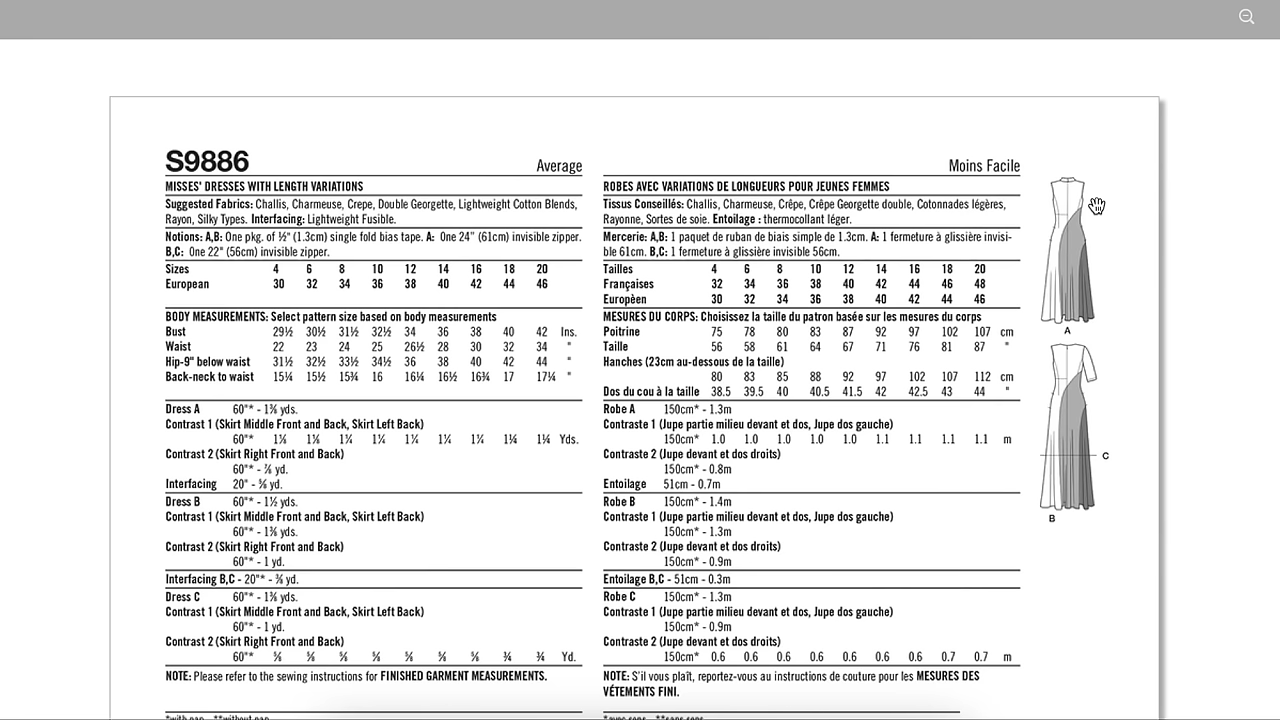 S9886
Average
MISSES' DRESSES WITH LENGTH VARIATIONS
Suggested Fabrics: Challis, Charmeuse, Crepe, Double Georgette, Lightweight Cotton Blends,
Rayon, Silky Types. Interfacing: Lightweight Fusible.
Notions: A,B: One pkg. of ½" (1.3cm) single fold bias tape. A: One 24" (61cm) invisible zipper.
B,C: One 22" (56cm) invisible zipper.
Sizes 4 6 8 10 12 14 16 18 20
European 30 32 34 36 38 40 42 44 46
BODY MEASUREMENTS: Select pattern size based on body measurements
Bust 29½ 30½ 31½ 32½ 34 36 38 40 42 Ins.
Waist 22 23 24 25 26½ 28 30 32 34 "
Hip-9" below waist 31½ 32½ 33½ 34½ 36 38 40 42 44 "
Back-neck to waist 15¼ 15½ 15¾ 16 16¼ 16½ 16¾ 17 17¼ "
Dress A 60"* - 1⅜ yds.
Contrast 1 (Skirt Middle Front and Back, Skirt Left Back)
60"* Yds.
Contrast 2 (Skirt Right Front and Back)
60"* - ⅞ yd.
Interfacing 20" - yd.
Dress B 60"* - 1½ yds.
Contrast 1 (Skirt Middle Front and Back, Skirt Left Back)
60"* - 1⅜ yds.
Contrast 2 (Skirt Right Front and Back)
60"* - 1 yd.
Interfacing B,C - 20"* - ⅜ yd.
Dress C 60"* - 1⅜ yds.
Contrast 1 (Skirt Middle Front and Back, Skirt Left Back)
60"* - 1 yd.
Contrast 2 (Skirt Right Front and Back)
60"* ⅝ ⅝ ⅝ ⅝ ⅝ ⅝ ⅝ ¾ ¾ Yd.
NOTE: Please refer to the sewing instructions for FINISHED GARMENT MEASUREMENTS.
*with nap **without nap
Moins Facile
ROBES AVEC VARIATIONS DE LONGUEURS POUR JEUNES FEMMES
Tissus Conseillés: Challis, Charmeuse, Crêpe, Crêpe Georgette double, Cotonnades légères,
Rayonne, Sortes de soie. Entoilage : thermocollant léger.
Mercerie: A,B: 1 paquet de ruban de biais simple de 1.3cm. A: 1 fermeture à glissière invisi-
ble 61cm. B,C: 1 fermeture à glissière invisible 56cm.
Tailles 4 6 8 10 12 14 16 18 20
Françaises 32 34 36 38 40 42 44 46 48
Europèen 30 32 34 36 38 40 42 44 46
MESURES DU CORPS: Choisissez la taille du patron basée sur les mesures du corps
Poitrine 75 78 80 83 87 92 97 102 107 cm
Taille 56 58 61 64 67 71 76 81 87 "
Hanches (23cm au-dessous de la taille)
80 83 85 88 92 97 102 107 112 cm
Dos du cou à la taille 38.5 39.5 40 40.5 41.5 42 42.5 43 44 "
Robe A 150cm* - 1.3m
Contraste 1 (Jupe partie milieu devant et dos, Jupe dos gauche)
150cm* 1.0 1.0 1.0 1.0 1.0 1.1 1.1 1.1 1.1 m
Contraste 2 (Jupe devant et dos droits)
150cm* - 0.8m
Entoilage 51cm - 0.7m
Robe B 150cm* - 1.4m
Contraste 1 (Jupe partie milieu devant et dos, Jupe dos gauche)
150cm* - 1.3m
Contraste 2 (Jupe devant et dos droits)
150cm* - 0.9m
Entoilage B,C - 51cm - 0.3m
Robe C 150cm* - 1.3m
Contraste 1 (Jupe partie milieu devant et dos, Jupe dos gauche)
150cm* - 0.9m
Contraste 2 (Jupe devant et dos droits)
150cm* 0.6 0.6 0.6 0.6 0.6 0.6 0.6 0.7 0.7 m
NOTE: S'il vous plaît, reportez-vous au instructions de couture pour les MESURES DES
VÉTEMENTS FINI.
*avec sens **sans sens
A
C
B